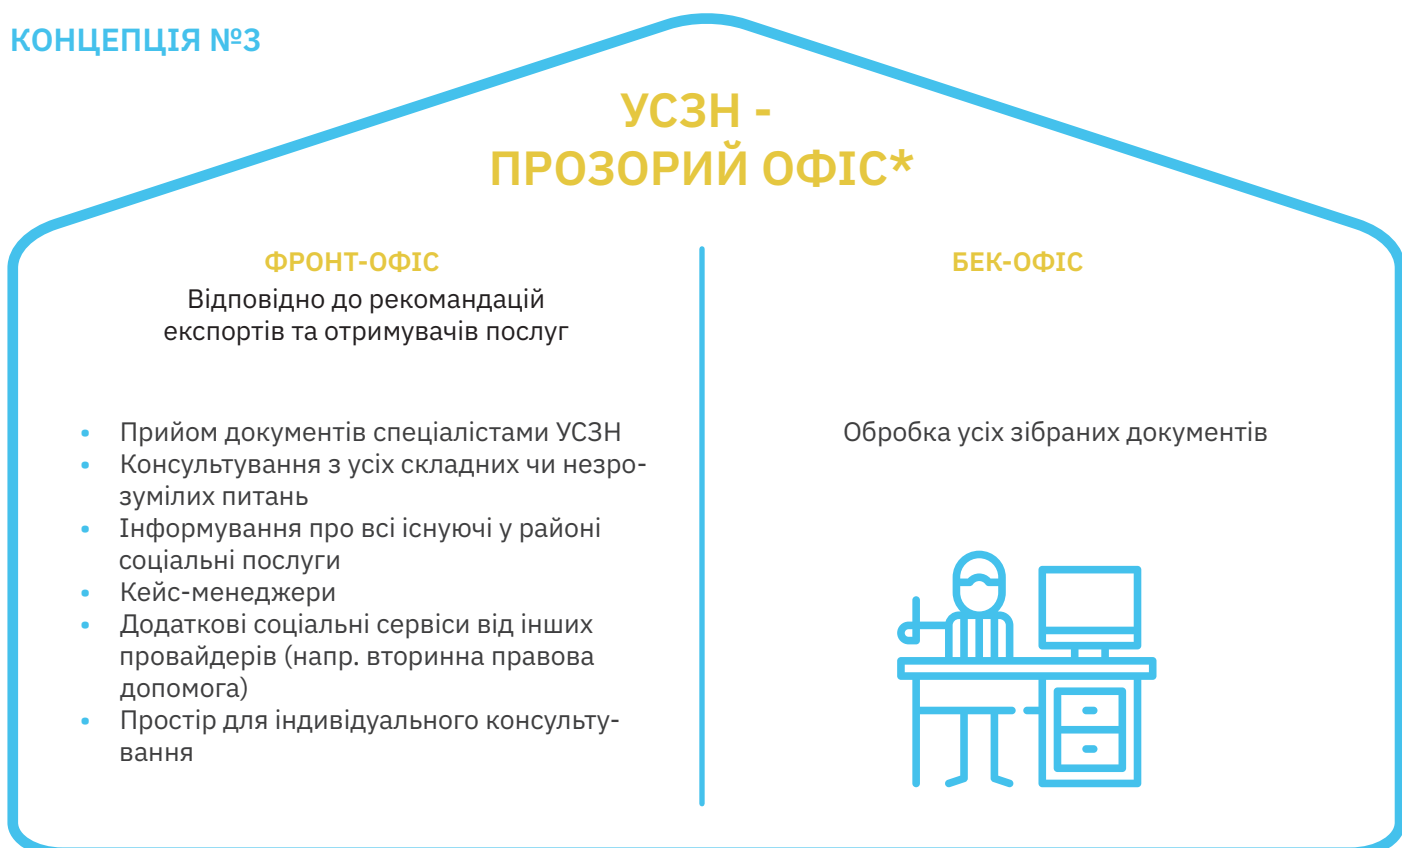 КОНЦЕПЦІЯ №3
УСЗН -
ПРОЗОРИЙ ОФІС*
ФРОНТ-ОФІС
Відповідно до рекомандацій
експортів та отримувачів послуг
• Прийом документів спеціалістами УСЗН
• Консультування з усіх складних чи незро-
зумілих питань
• Інформування про всі існуючі у районі
соціальні послуги
• Кейс-менеджери
• Додаткові соціальні сервіси від інших
провайдерів (напр. вторинна правова
допомога)
• Простір для індивідуального консульту-
вання
БЕК-ОФІС
Обробка усіх зібраних документів